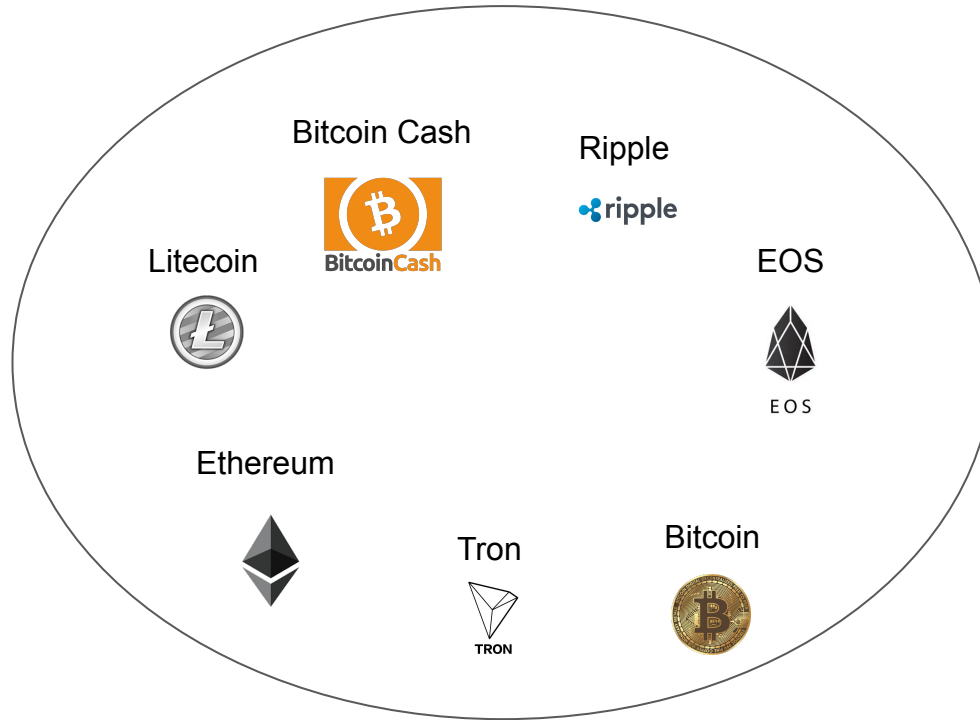 Bitcoin Cash
Ripple
ripple
BitcoinCash
Litecoin
EOS
EOS
Ethereum
Tron
TRON
Bitcoin